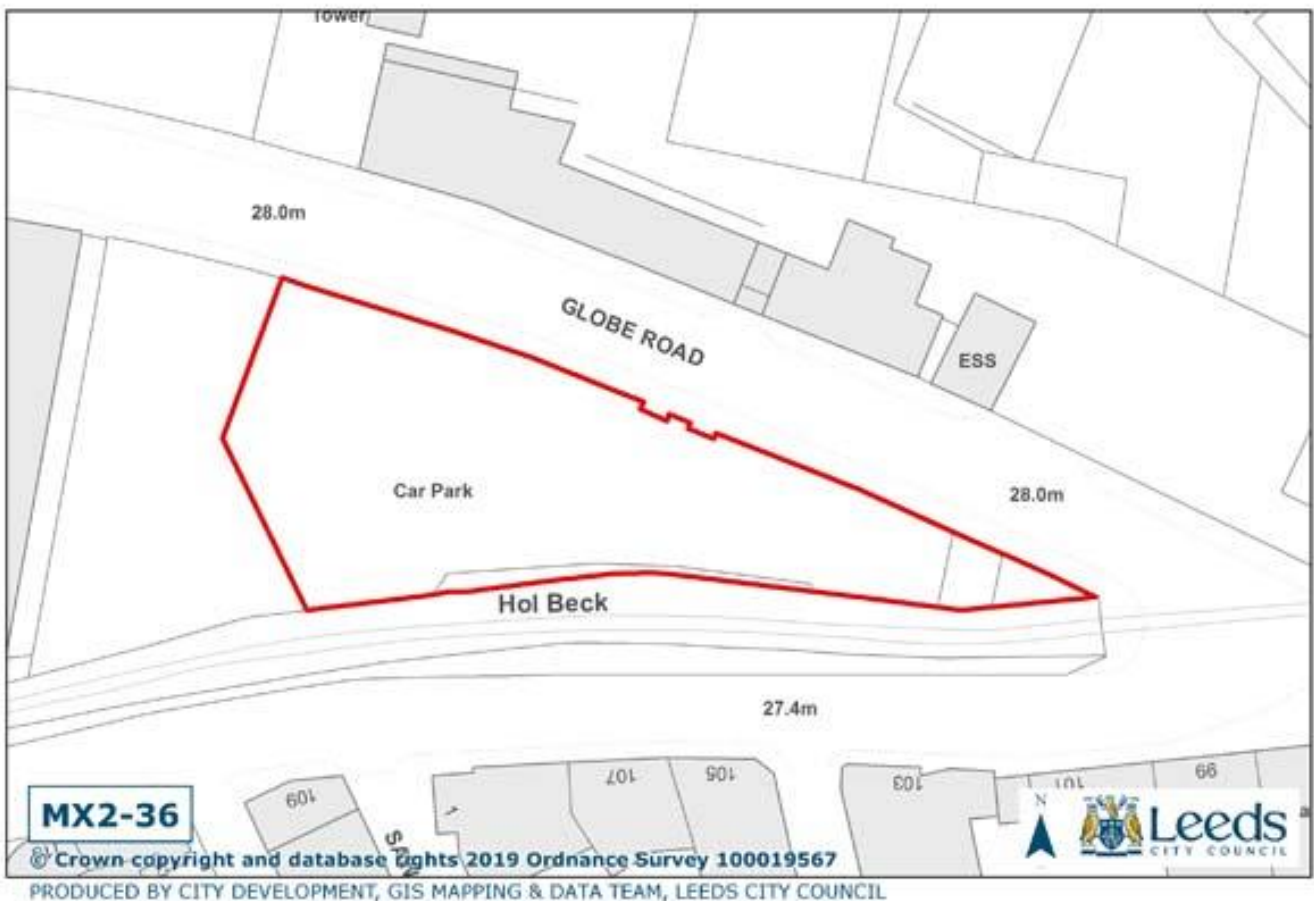 Tower
28.0m
GLOBE ROAD
ESS
Car Park
28.0m
Hol Beck
27.4m
109
1
107
105
103
101
99
MX2-36
N
Leeds
CITY COUNCIL
© Crown copyright and database rights 2019 Ordnance Survey 100019567
PRODUCED BY CITY DEVELOPMENT, GIS MAPPING & DATA TEAM, LEEDS CITY COUNCIL